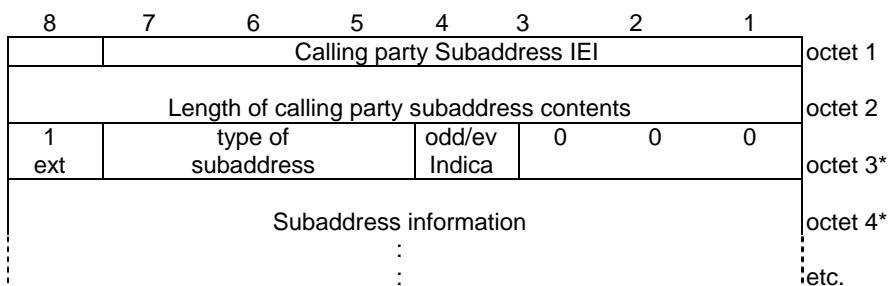 8 7 6 5 4 3 2 1
Calling party Subaddress IEI octet 1
Length of calling party subaddress contents octet 2
1 type of odd/ev 0 0 0
ext subaddress Indica octet 3*
Subaddress information octet 4*
:
: etc.